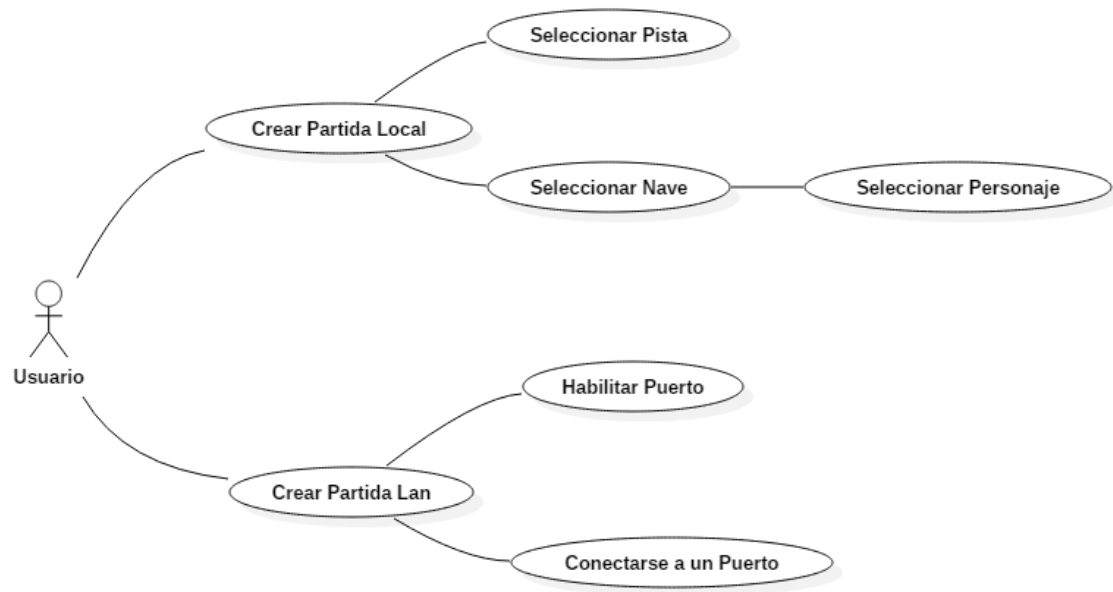 Seleccionar Pista
Crear Partida Local
Seleccionar Nave
Seleccionar Personaje
Usuario
Habilitar Puerto
Crear Partida Lan
Conectarse a un Puerto